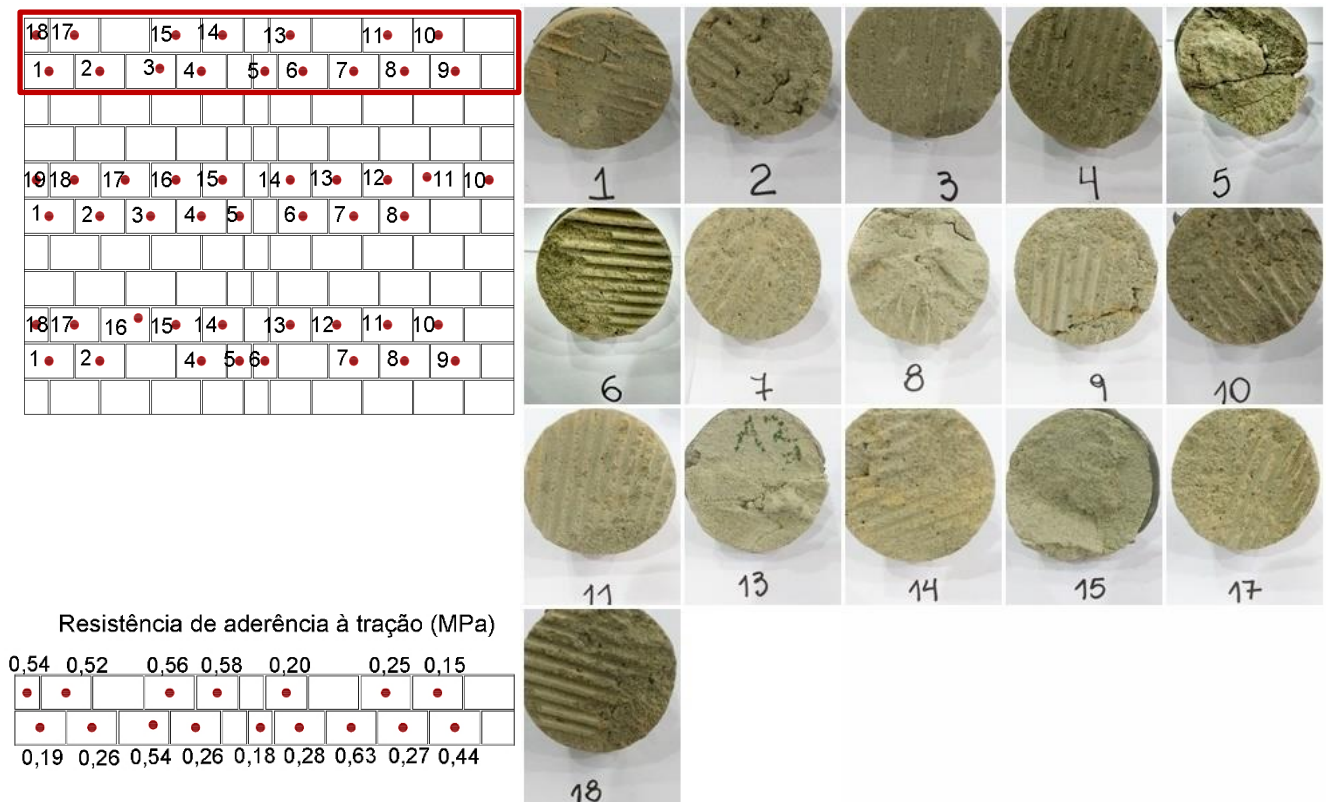 18 17 15 14 13 11 10
1 2 3 4 5 6 7 8 9
19 18 17 16 15 14 13 12 11 10
1 2 3 4 5 6 7 8
18 17 16 15 14 13 12 11 10
1 2 4 5 6 7 8 9
Resistência de aderência à tração (MPa)
0,54 0,52 0,56 0,58 0,20 0,25 0,15
0,19 0,26 0,54 0,26 0,18 0,28 0,63 0,27 0,44
1 2 3 4 5
6 7 8 9 10
11 13 14 15 17
18